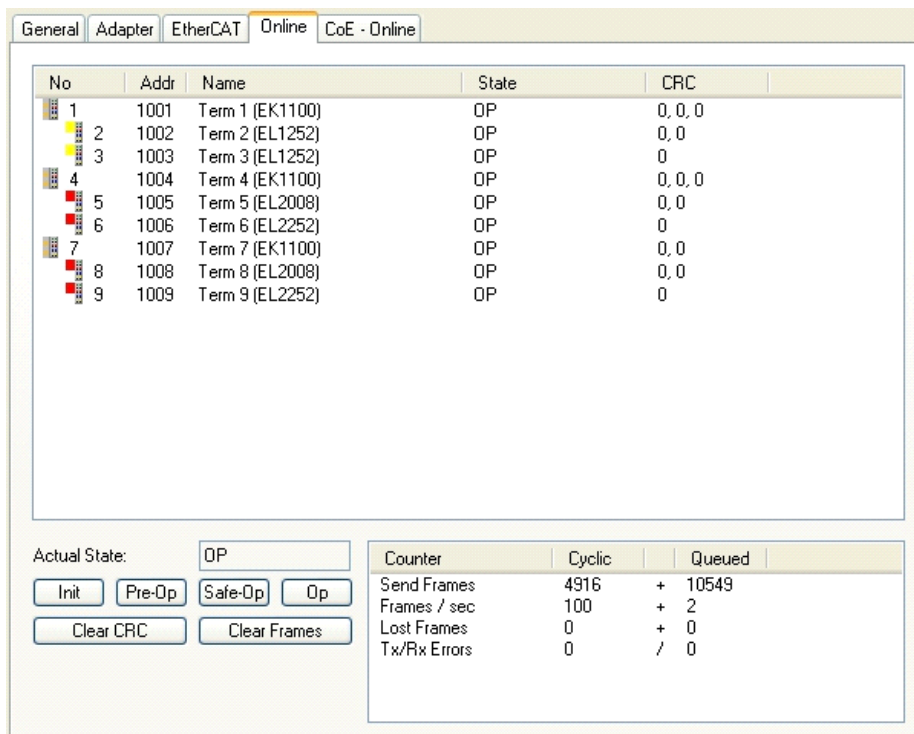 General Adapter EtherCAT Online CoE - Online
No Addr Name State CRC
1 1001 Term 1 (EK1100) OP 0, 0, 0
2 1002 Term 2 (EL1252) OP 0, 0
3 1003 Term 3 (EL1252) OP 0
4 1004 Term 4 (EK1100) OP 0, 0, 0
5 1005 Term 5 (EL2008) OP 0, 0
6 1006 Term 6 (EL2252) OP 0
7 1007 Term 7 (EK1100) OP 0, 0
8 1008 Term 8 (EL2008) OP 0, 0
9 1009 Term 9 (EL2252) OP 0
Actual State: OP
Init Pre-Op Safe-Op Op
Clear CRC Clear Frames
Counter Cyclic Queued
Send Frames 4916 + 10549
Frames / sec 100 + 2
Lost Frames 0 + 0
Tx/Rx Errors 0 / 0